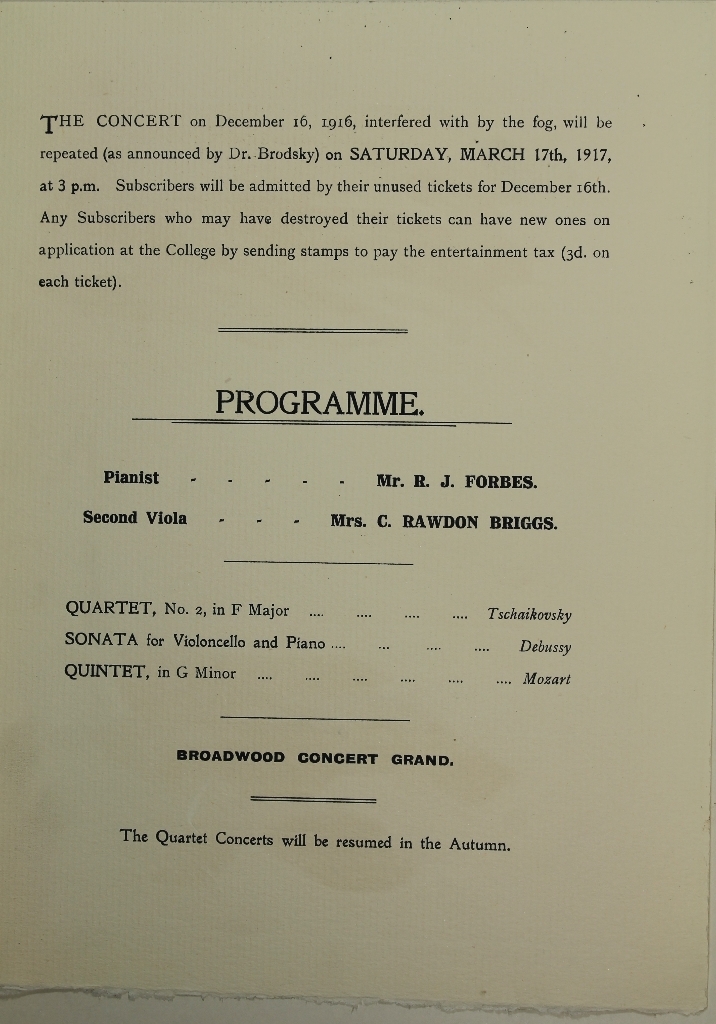 THE CONCERT on December 16, 1916, interfered with by the fog, will be
repeated (as announced by Dr. Brodsky) on SATURDAY, MARCH 17th, 1917,
at 3 p.m. Subscribers will be admitted by their unused tickets for December 16th.
Any Subscribers who may have destroyed their tickets can have new ones on
application at the College by sending stamps to pay the entertainment tax (3d. on
each ticket).
PROGRAMME.
Pianist - - - - - Mr. R. J. FORBES.
Second Viola - - - Mrs. C. RAWDON BRIGGS.
QUARTET, No. 2, in F Major .... .... .... .... Tschaikovsky
SONATA for Violoncello and Piano .... ... .... .... Debussy
QUINTET, in G Minor .... .... .... .... .... .... Mozart
BROADWOOD CONCERT GRAND.
The Quartet Concerts will be resumed in the Autumn.